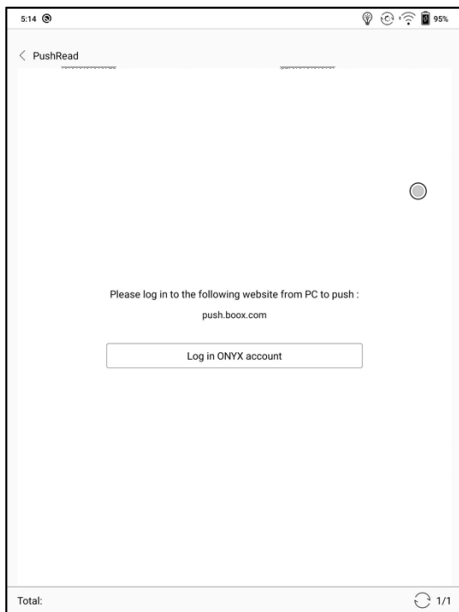 5:14 95%
PushRead
Please log in to the following website from PC to push :
push.boox.com
Log in ONYX account
Total: 1/1